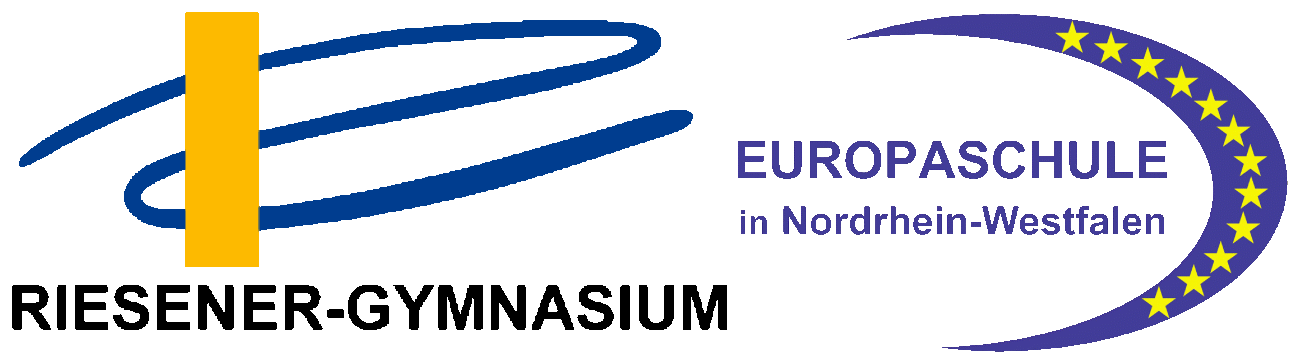 EUROPASCHULE
in Nordrhein-Westfalen
RIESENER-GYMNASIUM